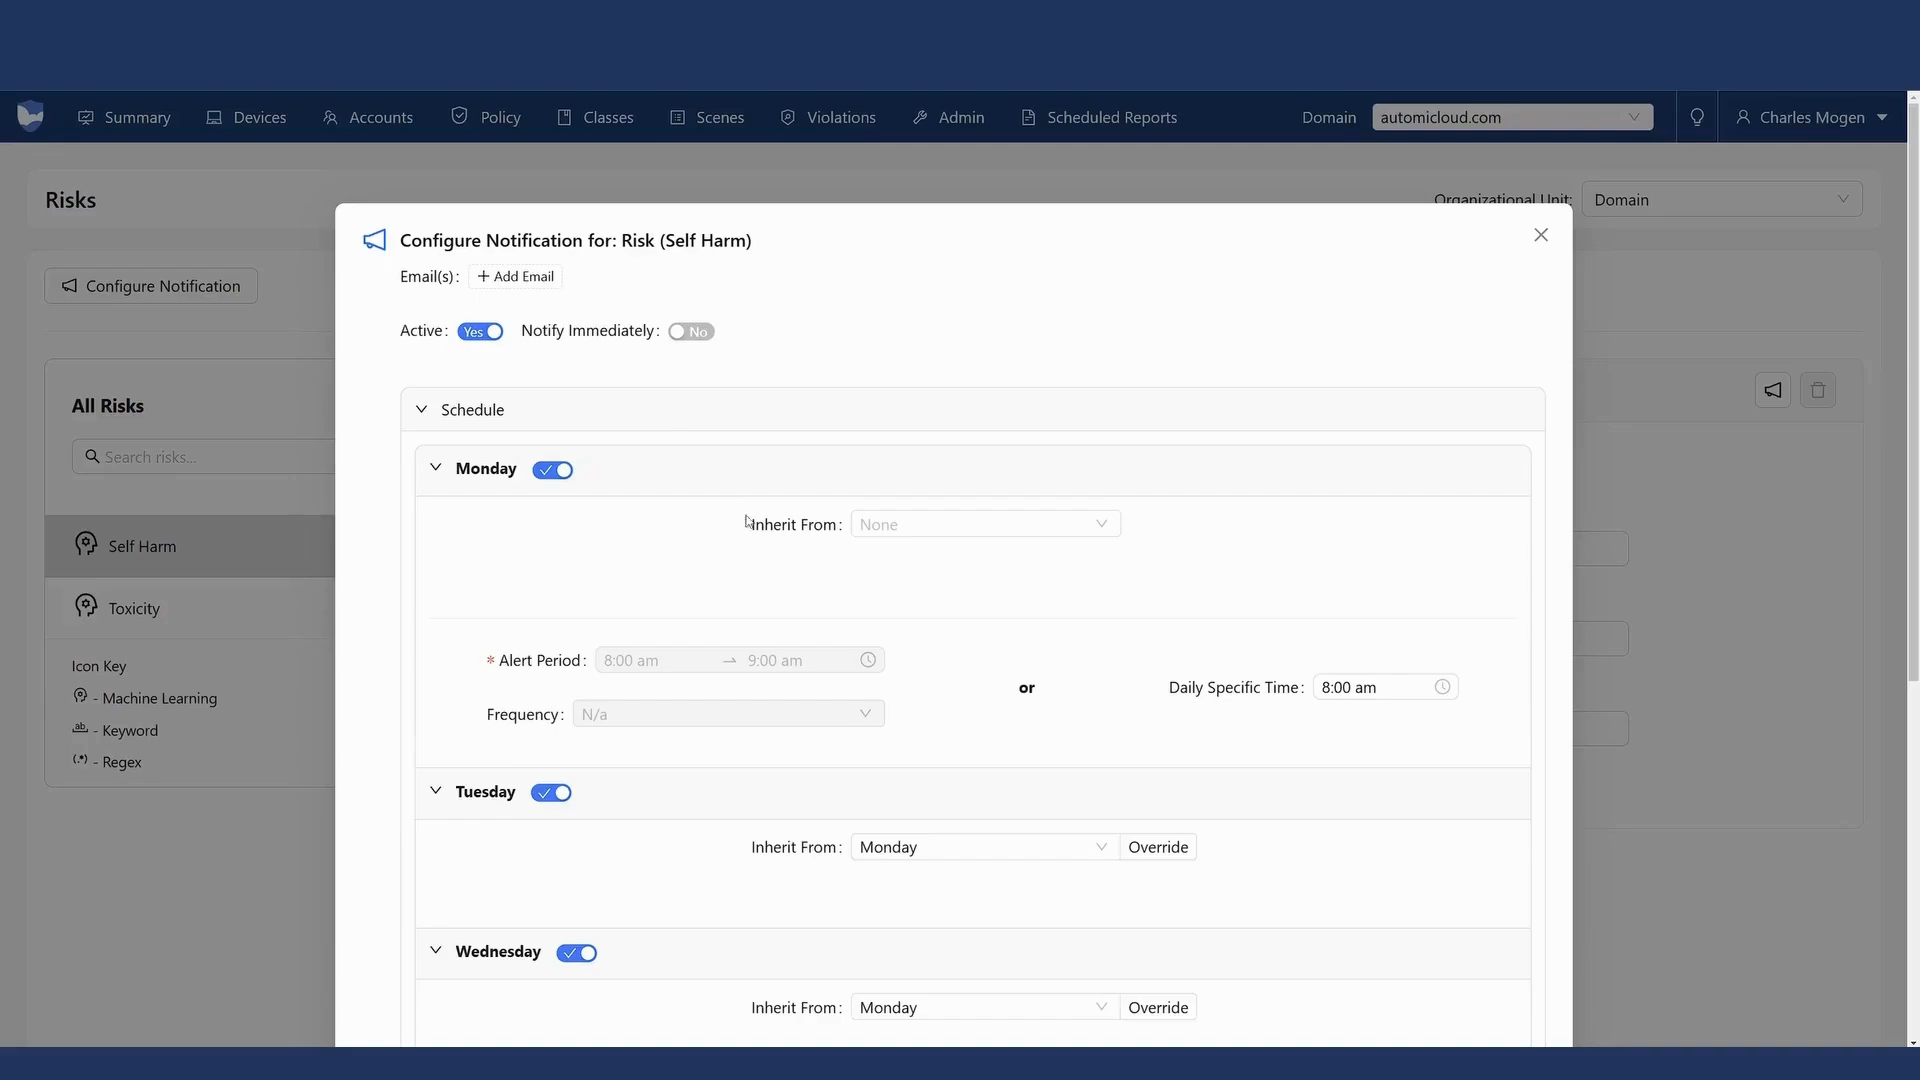 Summary Devices Accounts Policy Classes Scenes Violations Admin Scheduled Reports Domain automicloud.com Charles Mogen
Risks
Organizational Unit: Domain
Configure Notification for: Risk (Self Harm)
Email(s): + Add Email
Configure Notification
Active: Yes Notify Immediately: No
All Risks
Search risks...
Self Harm
Toxicity
Icon Key
- Machine Learning
ab - Keyword
(.*) - Regex
Schedule
Monday
Inherit From: None
* Alert Period: 8:00 am → 9:00 am
Frequency: N/a
or
Daily Specific Time: 8:00 am
Tuesday
Inherit From: Monday Override
Wednesday
Inherit From: Monday Override